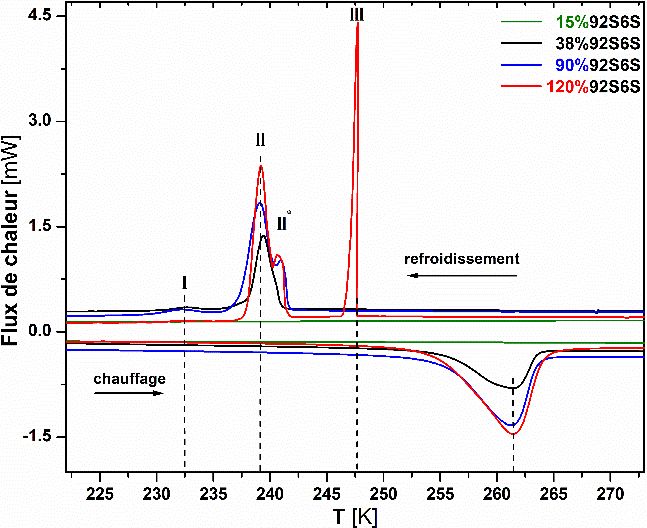 III
4.5
15%92S6S
38%92S6S
90%92S6S
120%92S6S
3.0
II
II°
1.5
I
refroidissement
0.0
chauffage
-1.5
Flux de chaleur [mW]
225 230 235 240 245 250 255 260 265 270
T [K]